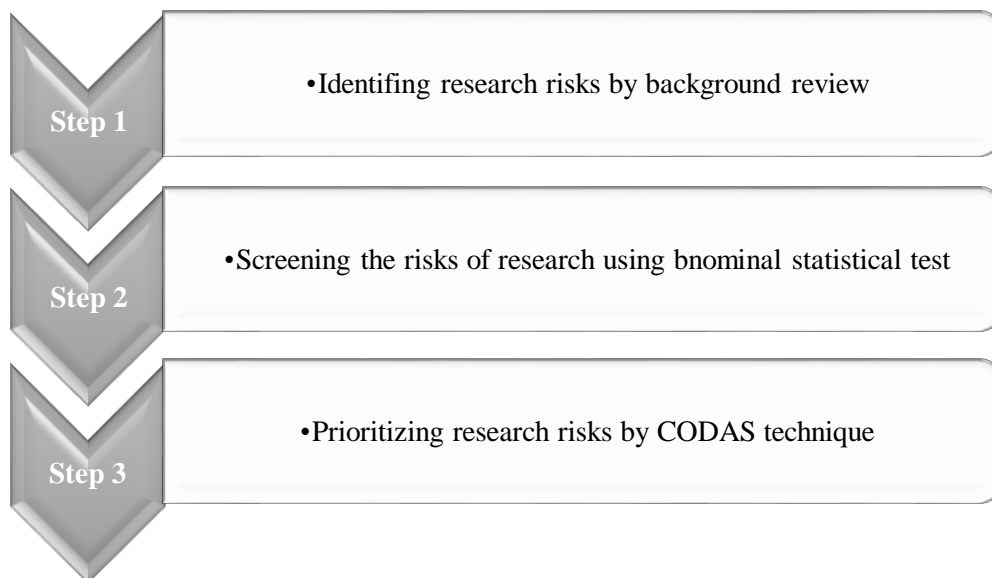 Step 1
•Identifing research risks by background review
Step 2
•Screening the risks of research using bnominal statistical test
Step 3
•Prioritizing research risks by CODAS technique